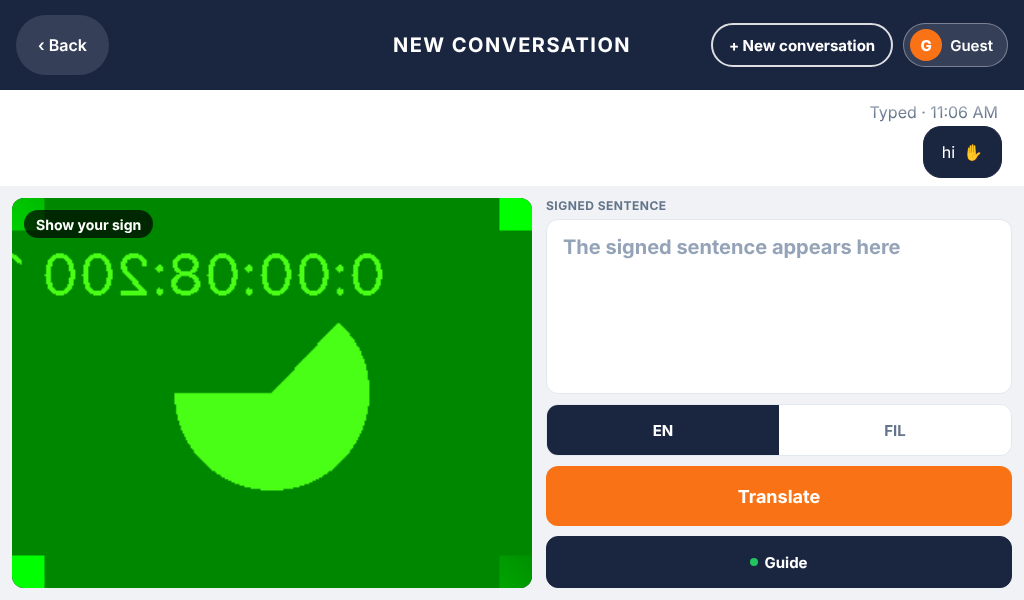 ‹ Back
NEW CONVERSATION
+ New conversation
G Guest
Typed · 11:06 AM
hi ✋
Show your sign
0:00:08:200
SIGNED SENTENCE
The signed sentence appears here
EN
FIL
Translate
Guide